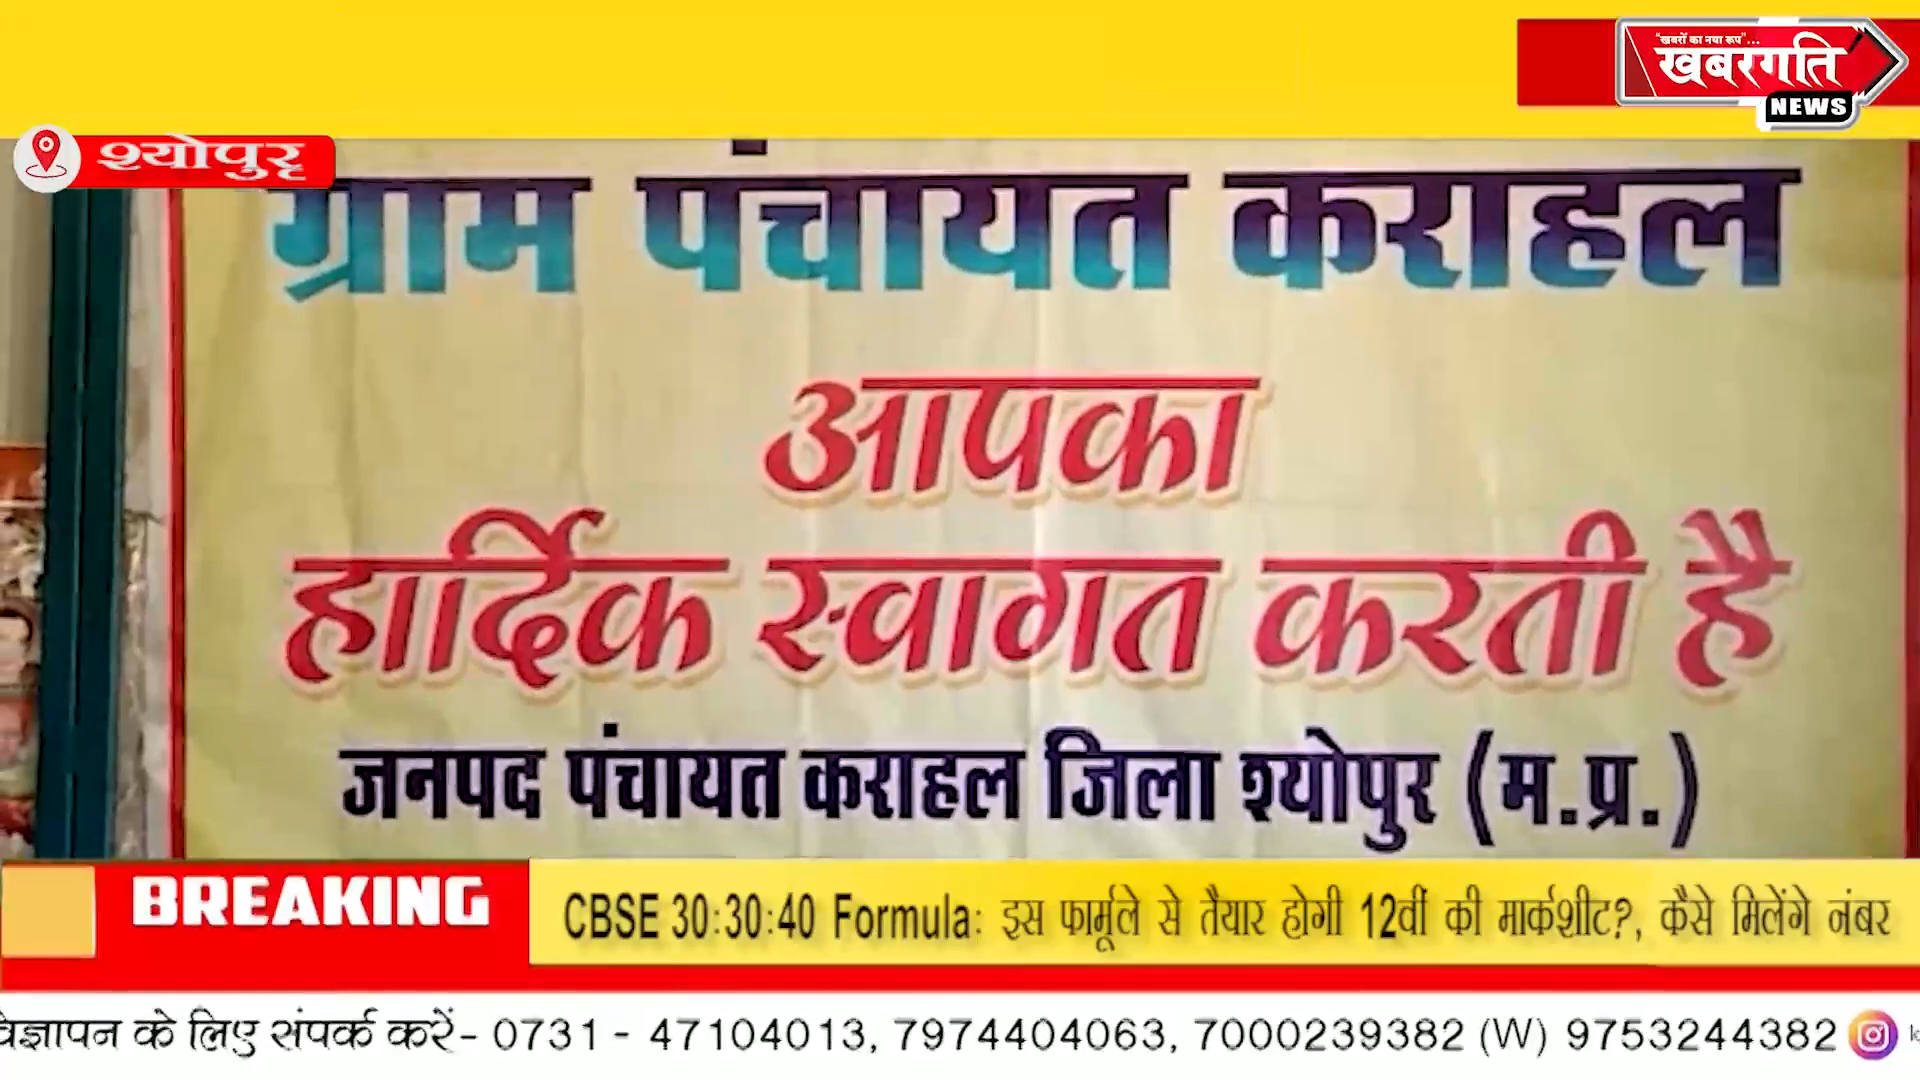 "खबरों का नया रूप"...
खबरगति
NEWS
श्योपुर
ग्राम पंचायत कराहल
आपका
हार्दिक स्वागत करती है
जनपद पंचायत कराहल जिला श्योपुर (म.प्र.)
BREAKING
CBSE 30:30:40 Formula: इस फार्मूले से तैयार होगी 12वीं की मार्कशीट?, कैसे मिलेंगे नंबर
विज्ञापन के लिए संपर्क करें- 0731 - 47104013, 7974404063, 7000239382 (W) 9753244382